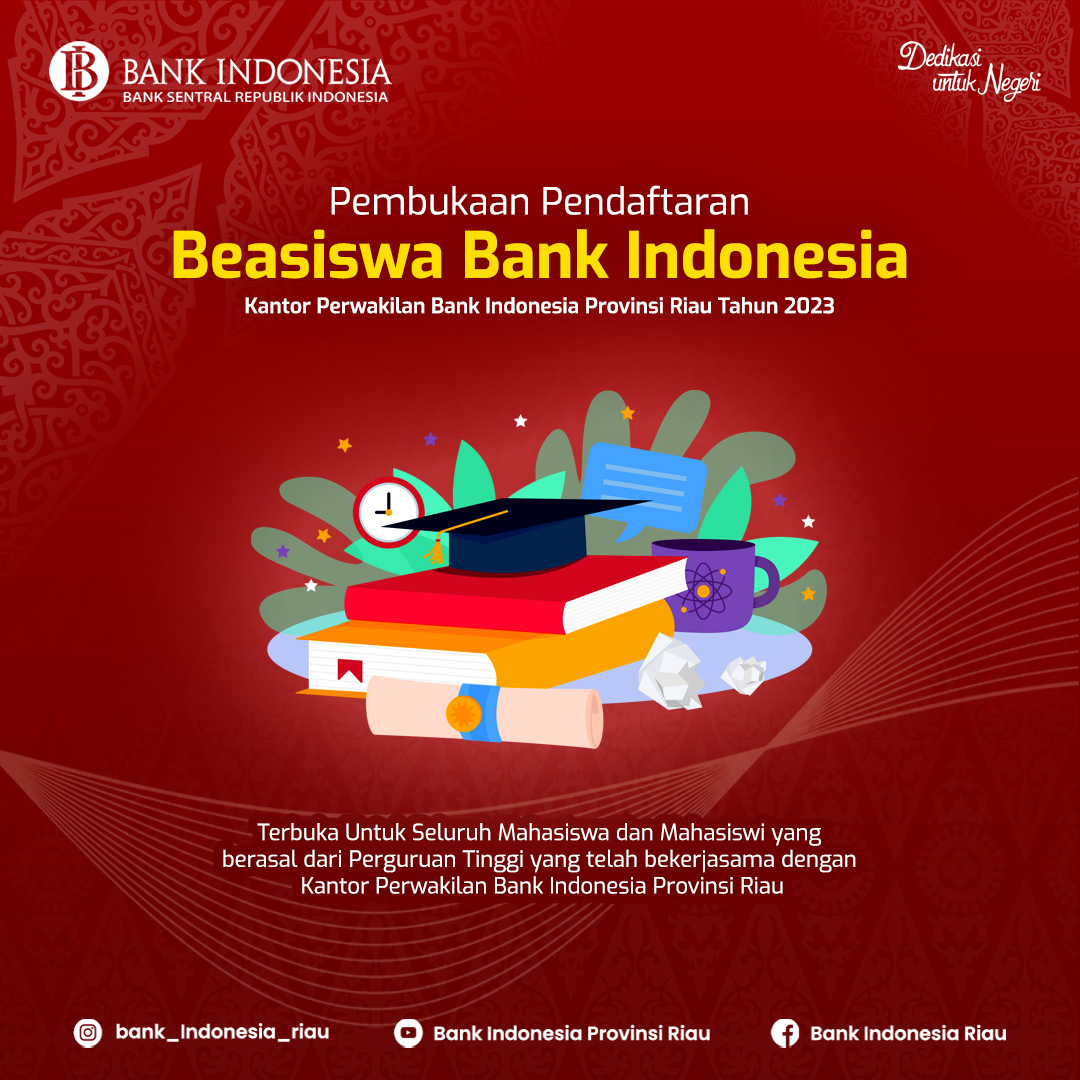 BANK INDONESIA
BANK SENTRAL REPUBLIK INDONESIA
Dedikasi
untuk Negeri
Pembukaan Pendaftaran
Beasiswa Bank Indonesia
Kantor Perwakilan Bank Indonesia Provinsi Riau Tahun 2023
Terbuka Untuk Seluruh Mahasiswa dan Mahasiswi yang
berasal dari Perguruan Tinggi yang telah bekerjasama dengan
Kantor Perwakilan Bank Indonesia Provinsi Riau
bank_Indonesia_riau
Bank Indonesia Provinsi Riau
Bank Indonesia Riau